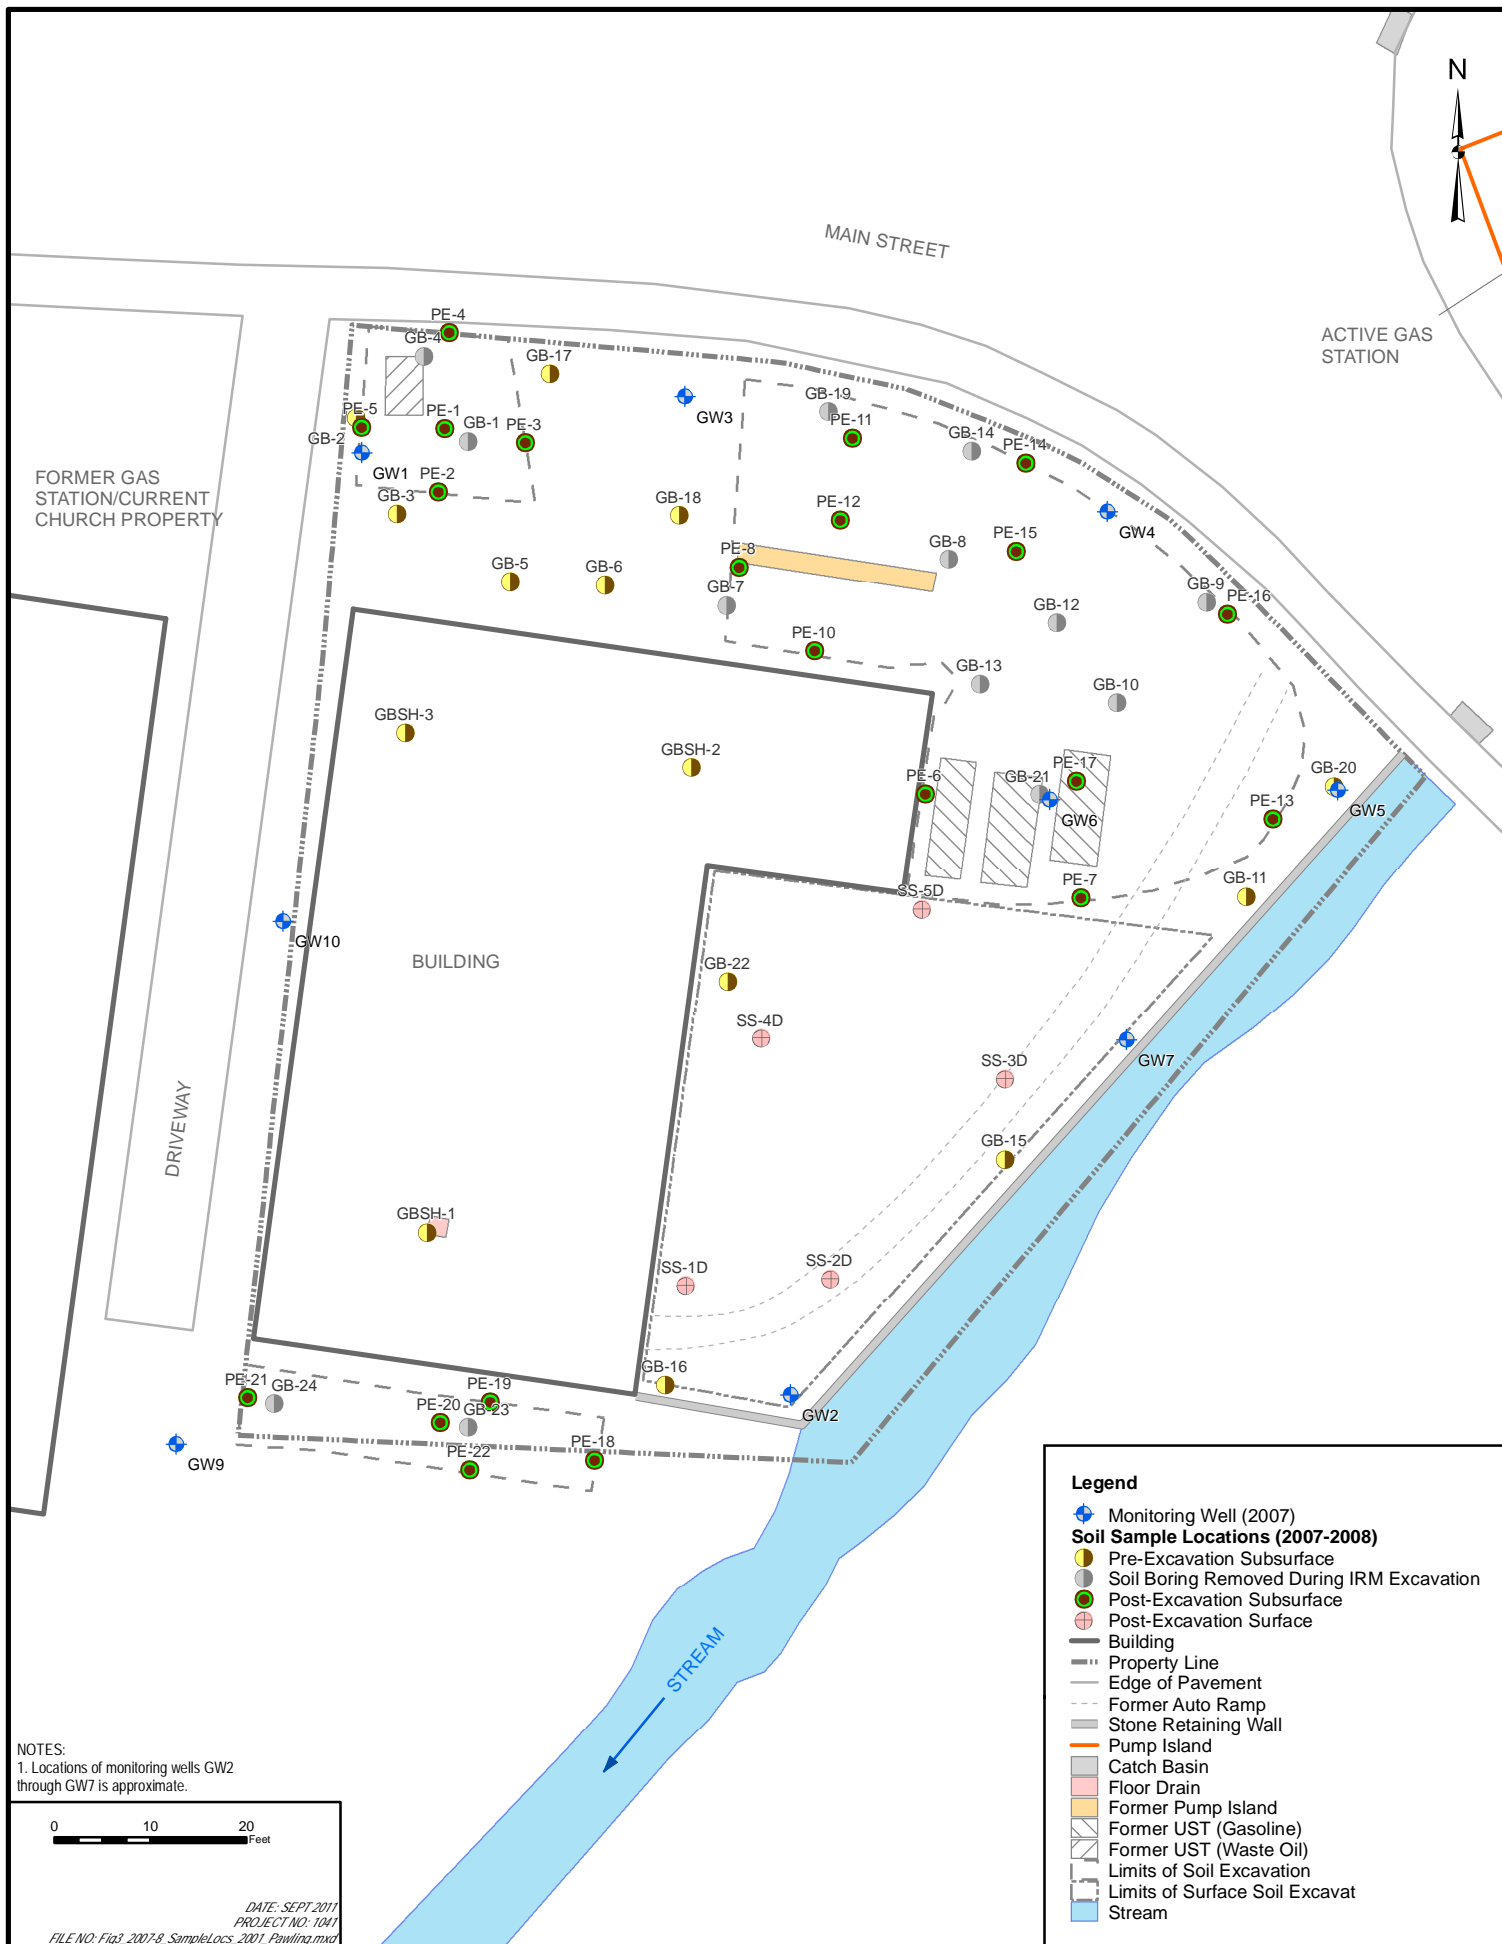 N
MAIN STREET
ACTIVE GAS
STATION
PE-4
GB-4
GB-17
GW3
GB-19
PE-11
GB-14
PE-14
PE-5
PE-1
GB-1
PE-3
GB-2
GW1
PE-2
GB-3
GB-18
PE-12
GW4
FORMER GAS
STATION/CURRENT
CHURCH PROPERTY
GB-5
GB-6
PE-8
GB-7
GB-8
PE-15
GB-9
PE-16
GB-12
PE-10
GB-13
GB-10
GBSH-3
GBSH-2
PE-6
GB-21
PE-17
GW6
GB-20
PE-13
GW5
PE-7
GB-11
SS-5D
GW10
BUILDING
GB-22
SS-4D
SS-3D
GW7
DRIVEWAY
GB-15
GBSH-1
SS-1D
SS-2D
GB-16
GW2
PE-21
GB-24
PE-19
PE-20
GB-23
PE-22
PE-18
GW9
STREAM
Legend
Monitoring Well (2007)
Soil Sample Locations (2007-2008)
Pre-Excavation Subsurface
Soil Boring Removed During IRM Excavation
Post-Excavation Subsurface
Post-Excavation Surface
Building
Property Line
Edge of Pavement
Former Auto Ramp
Stone Retaining Wall
Pump Island
Catch Basin
Floor Drain
Former Pump Island
Former UST (Gasoline)
Former UST (Waste Oil)
Limits of Soil Excavation
Limits of Surface Soil Excavat
Stream
NOTES:
1. Locations of monitoring wells GW2
through GW7 is approximate.
0 10 20
Feet
DATE: SEPT 2011
PROJECT NO: 1041
FILE NO: Fig3_2007-8_SampleLocs_2001_Pawling.mxd